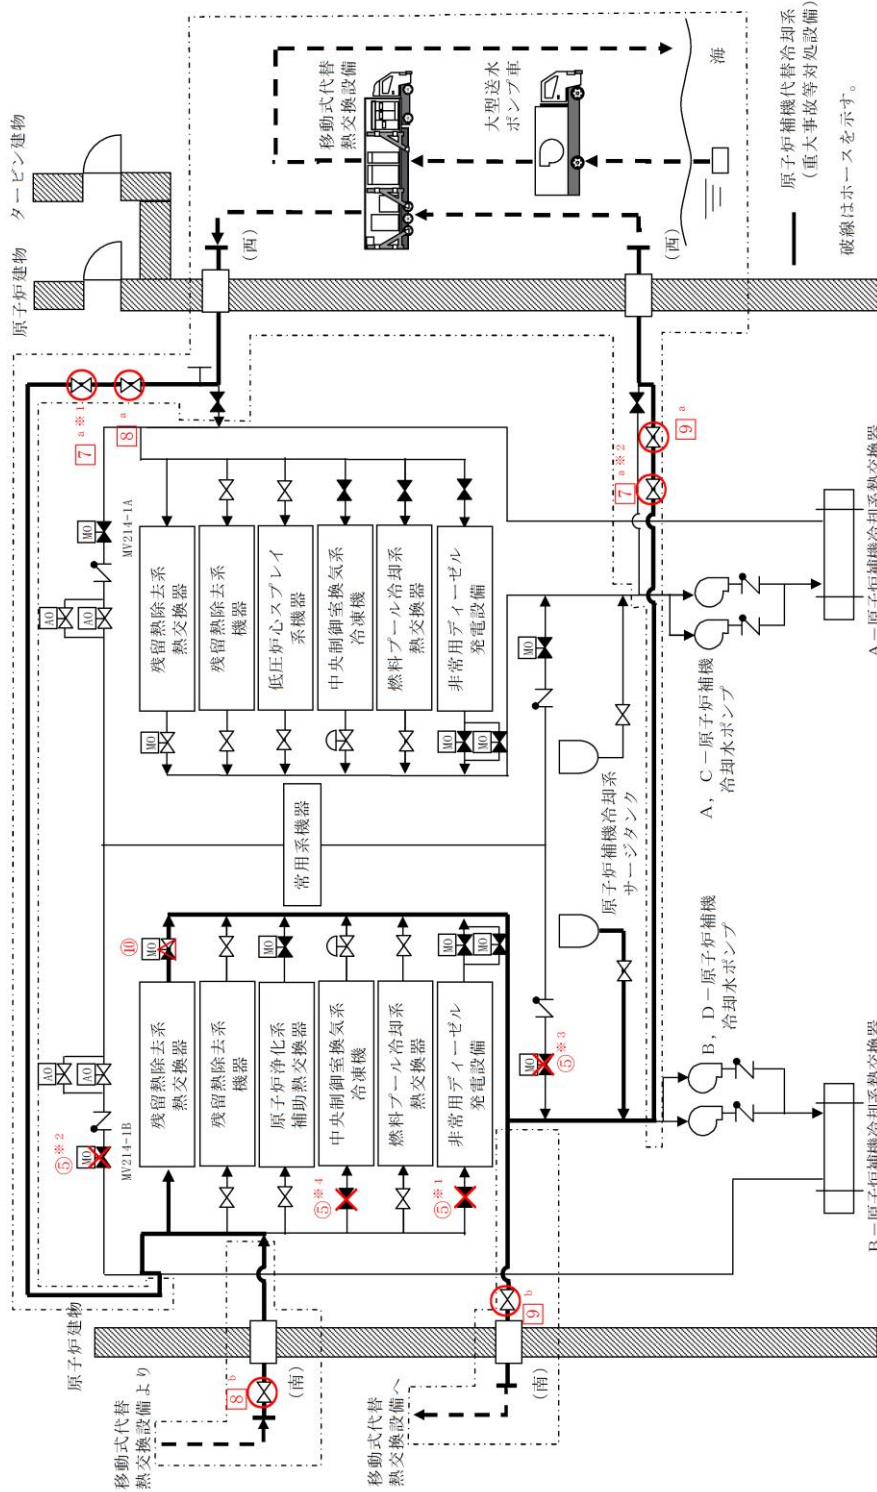 原子炉建物
タービン建物
原子炉建物
移動式代替
熱交換設備
大型送水
ポンプ車
海
(西)
(西)
原子炉補機代替冷却系
(重大事故等対処設備)
破線はホースを示す。
7 a※1
8 a
7 a※2
9 a
MO
MV214-1A
AO
AO
残留熱除去系
熱交換器
残留熱除去系
機器
低圧炉心スプレイ
系機器
中央制御室換気系
冷凍機
燃料プール冷却系
熱交換器
非常用ディーゼル
発電設備
MO
MO
MO
MO
常用系機器
原子炉補機冷却系
サージタンク
A,C-原子炉補機
冷却水ポンプ
A-原子炉補機冷却系熱交換器
⑤※2
MO
MV214-1B
AO
AO
残留熱除去系
熱交換器
残留熱除去系
機器
原子炉浄化系
補助熱交換器
中央制御室換気系
冷凍機
燃料プール冷却系
熱交換器
非常用ディーゼル
発電設備
⑩
MO
MO
MO
MO
⑤※4
⑤※1
MO
⑤※3
B,D-原子炉補機
冷却水ポンプ
B-原子炉補機冷却系熱交換器
移動式代替
熱交換設備より
8 b
(南)
移動式代替
熱交換設備へ
9 b
(南)